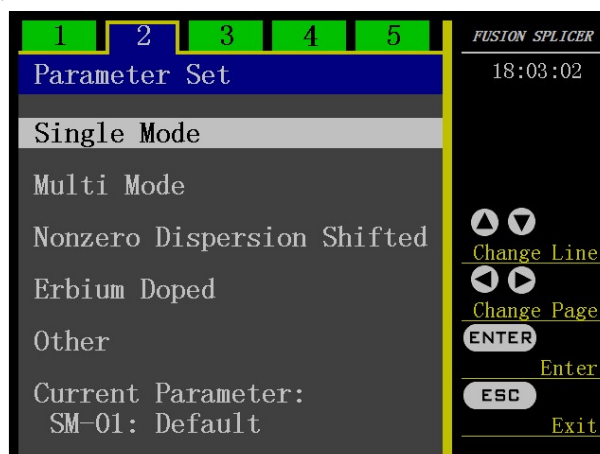 1 2 3 4 5
FUSION SPLICER
Parameter Set
18:03:02
Single Mode
Multi Mode
Nonzero Dispersion Shifted
Erbium Doped
Other
Current Parameter:
SM-01: Default
Change Line
Change Page
ENTER
Enter
ESC
Exit